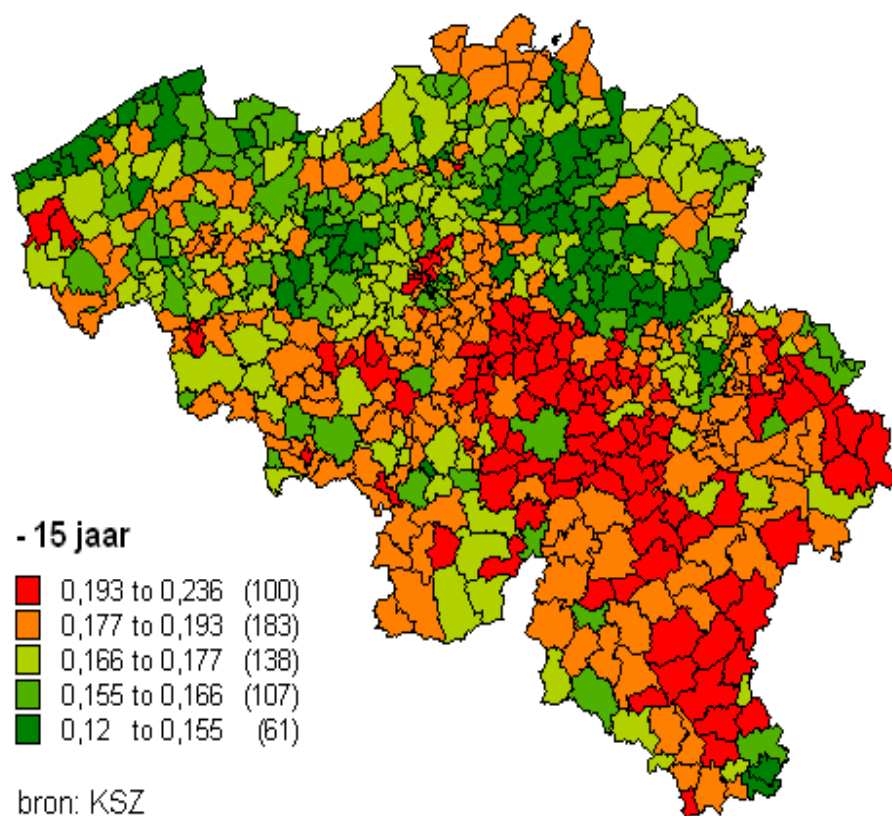 - 15 jaar
0,193 to 0,236 (100)
0,177 to 0,193 (183)
0,166 to 0,177 (138)
0,155 to 0,166 (107)
0,12 to 0,155 (61)
bron: KSZ